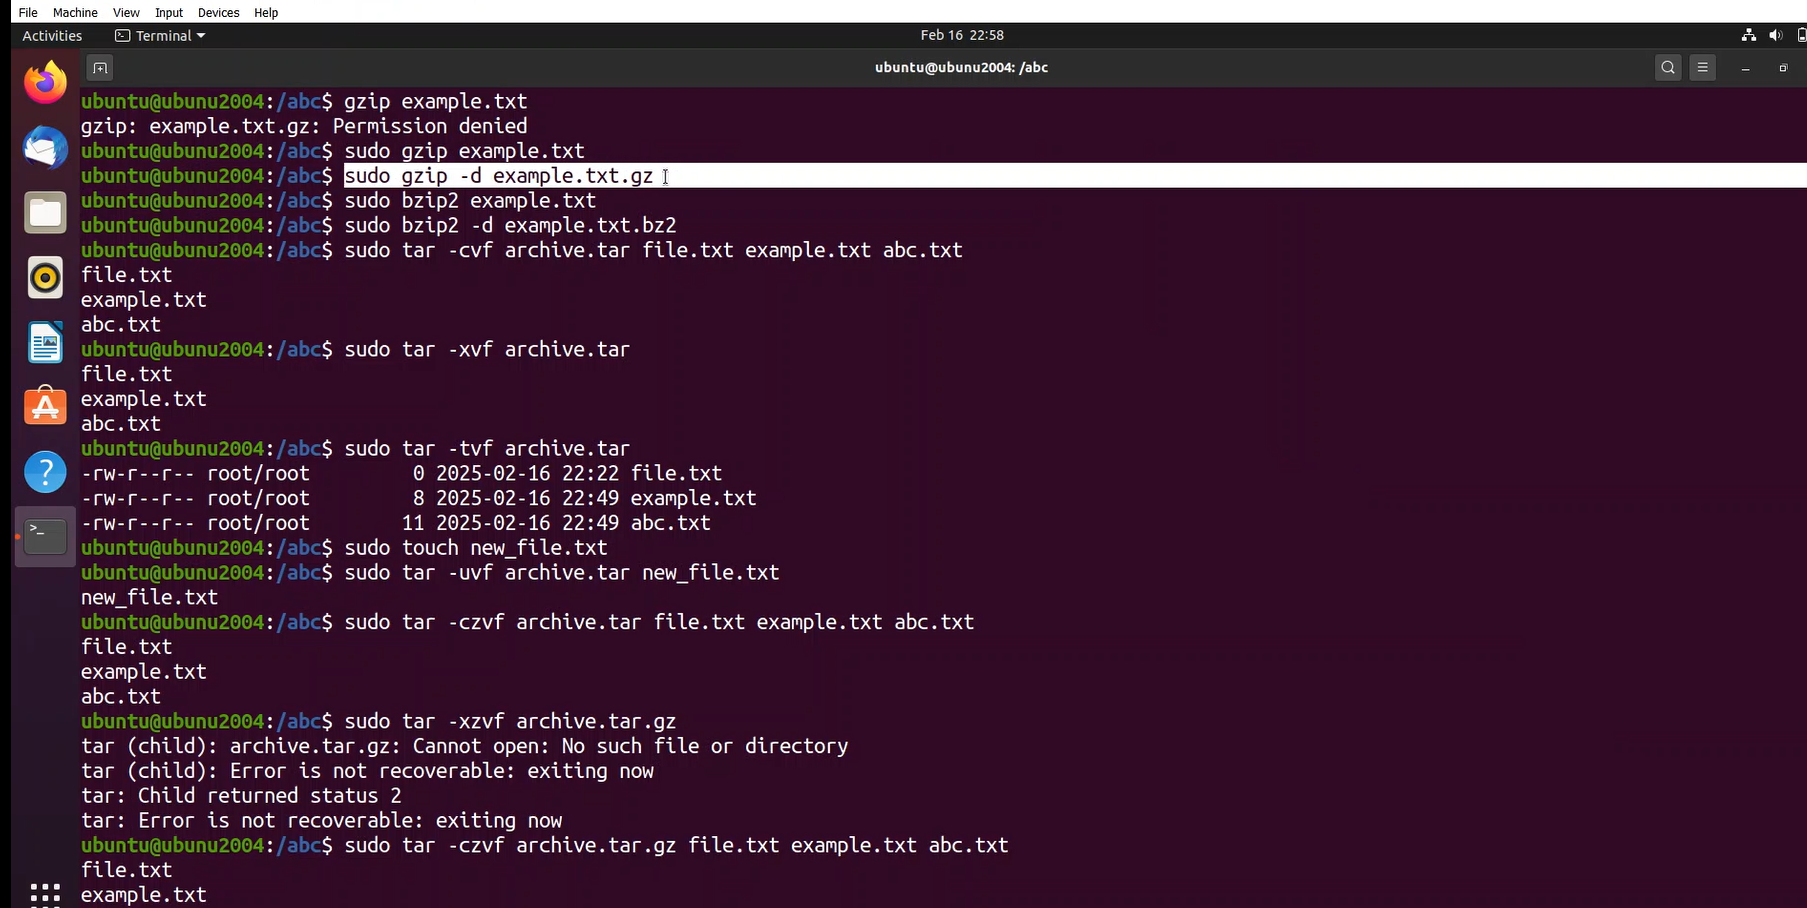 File Machine View Input Devices Help
Activities Terminal Feb 16 22:58
ubuntu@ubunu2004: /abc
ubuntu@ubunu2004:/abc$ gzip example.txt
gzip: example.txt.gz: Permission denied
ubuntu@ubunu2004:/abc$ sudo gzip example.txt
ubuntu@ubunu2004:/abc$ sudo gzip -d example.txt.gz
ubuntu@ubunu2004:/abc$ sudo bzip2 example.txt
ubuntu@ubunu2004:/abc$ sudo bzip2 -d example.txt.bz2
ubuntu@ubunu2004:/abc$ sudo tar -cvf archive.tar file.txt example.txt abc.txt
file.txt
example.txt
abc.txt
ubuntu@ubunu2004:/abc$ sudo tar -xvf archive.tar
file.txt
example.txt
abc.txt
ubuntu@ubunu2004:/abc$ sudo tar -tvf archive.tar
-rw-r--r-- root/root         0 2025-02-16 22:22 file.txt
-rw-r--r-- root/root         8 2025-02-16 22:49 example.txt
-rw-r--r-- root/root        11 2025-02-16 22:49 abc.txt
ubuntu@ubunu2004:/abc$ sudo touch new_file.txt
ubuntu@ubunu2004:/abc$ sudo tar -uvf archive.tar new_file.txt
new_file.txt
ubuntu@ubunu2004:/abc$ sudo tar -czvf archive.tar file.txt example.txt abc.txt
file.txt
example.txt
abc.txt
ubuntu@ubunu2004:/abc$ sudo tar -xzvf archive.tar.gz
tar (child): archive.tar.gz: Cannot open: No such file or directory
tar (child): Error is not recoverable: exiting now
tar: Child returned status 2
tar: Error is not recoverable: exiting now
ubuntu@ubunu2004:/abc$ sudo tar -czvf archive.tar.gz file.txt example.txt abc.txt
file.txt
example.txt